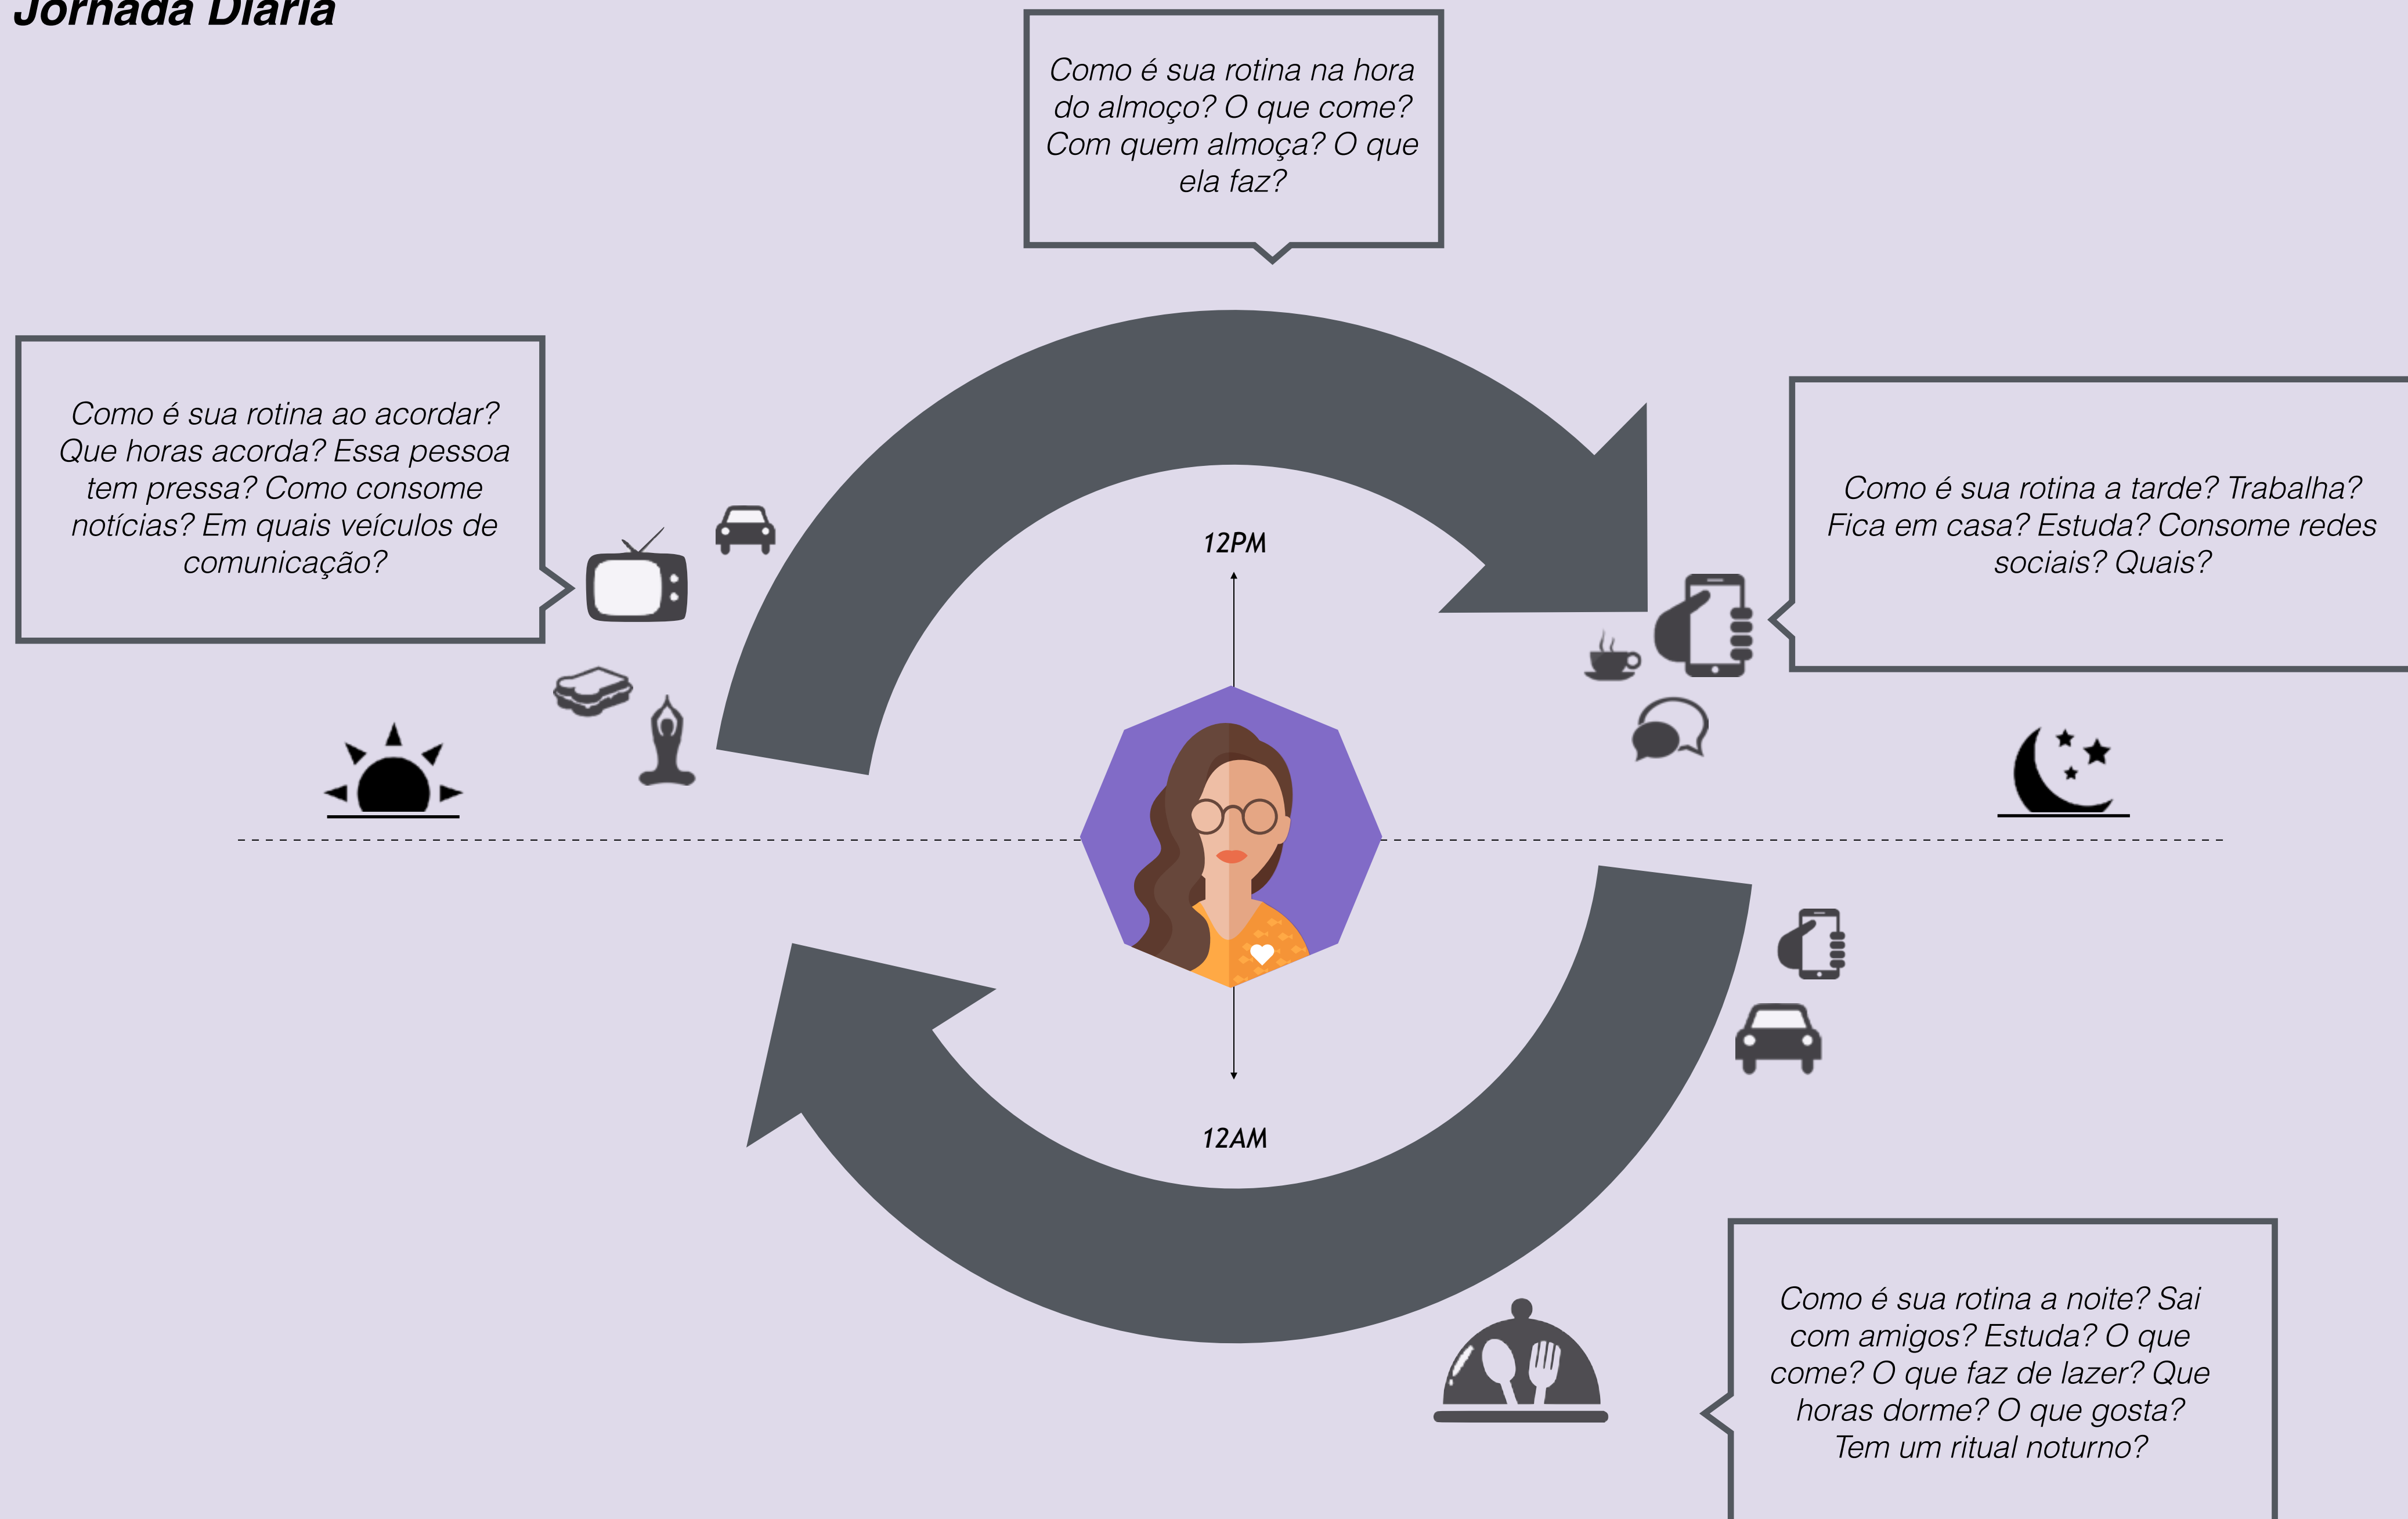 Jornada Diária
Como é sua rotina na hora
do almoço? O que come?
Com quem almoça? O que
ela faz?
Como é sua rotina ao acordar?
Que horas acorda? Essa pessoa
tem pressa? Como consome
notícias? Em quais veículos de
comunicação?
Como é sua rotina a tarde? Trabalha?
Fica em casa? Estuda? Consome redes
sociais? Quais?
12PM
12AM
Como é sua rotina a noite? Sai
com amigos? Estuda? O que
come? O que faz de lazer? Que
horas dorme? O que gosta?
Tem um ritual noturno?